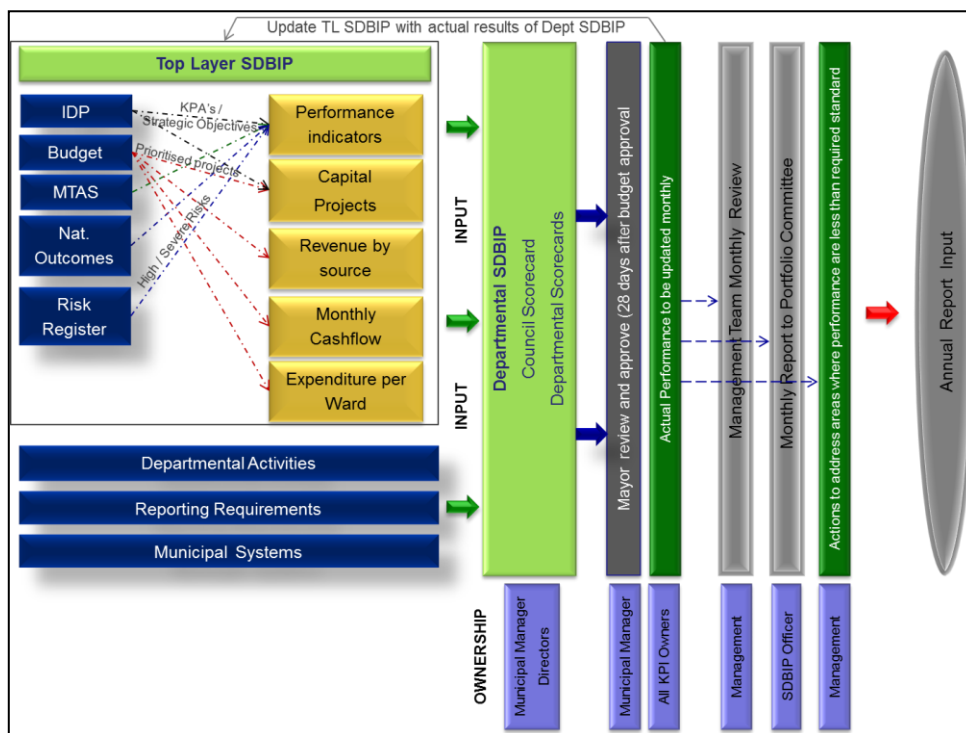 Update TL SDBIP with actual results of Dept SDBIP
Top Layer SDBIP
IDP
Budget
MTAS
Nat.
Outcomes
Risk
Register
KPA's /
Strategic Objectives
Prioritised projects
High / Severe Risks
Performance
indicators
Capital
Projects
Revenue by
source
Monthly
Cashflow
Expenditure per
Ward
Departmental Activities
Reporting Requirements
Municipal Systems
INPUT
INPUT
Departmental SDBIP
Council Scorecard
Departmental Scorecards
Mayor review and approve (28 days after budget approval
Actual Performance to be updated monthly
Management Team Monthly Review
Monthly Report to Portfolio Committee
Actions to address areas where performance are less than required standard
Annual Report Input
OWNERSHIP
Municipal Manager
Directors
Municipal Manager
All KPI Owners
Management
SDBIP Officer
Management